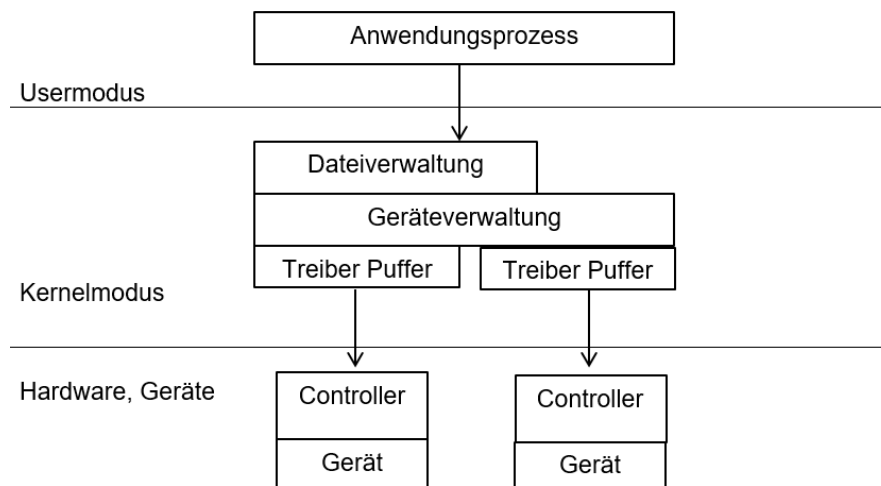 Anwendungsprozess
Usermodus
Dateiverwaltung
Geräteverwaltung
Treiber Puffer
Treiber Puffer
Kernelmodus
Hardware, Geräte
Controller
Controller
Gerät
Gerät